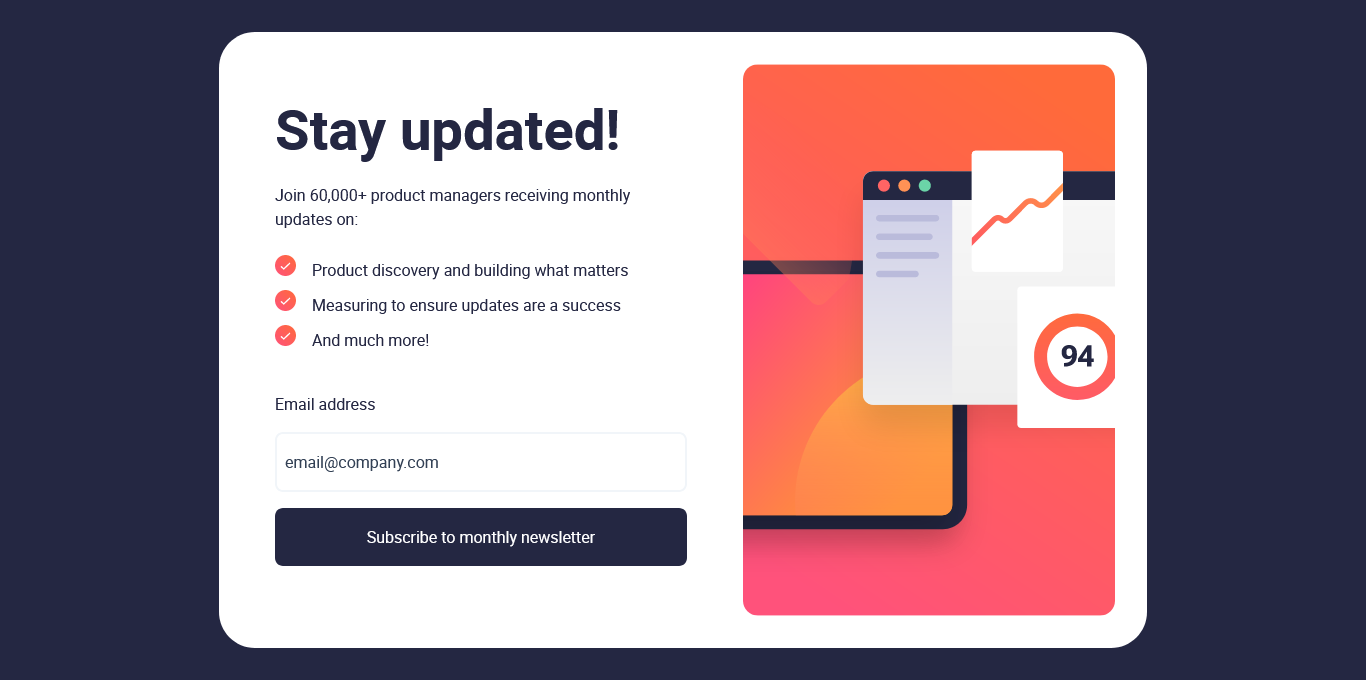 Stay updated!
Join 60,000+ product managers receiving monthly
updates on:
Product discovery and building what matters
Measuring to ensure updates are a success
And much more!
Email address
email@company.com
Subscribe to monthly newsletter
94